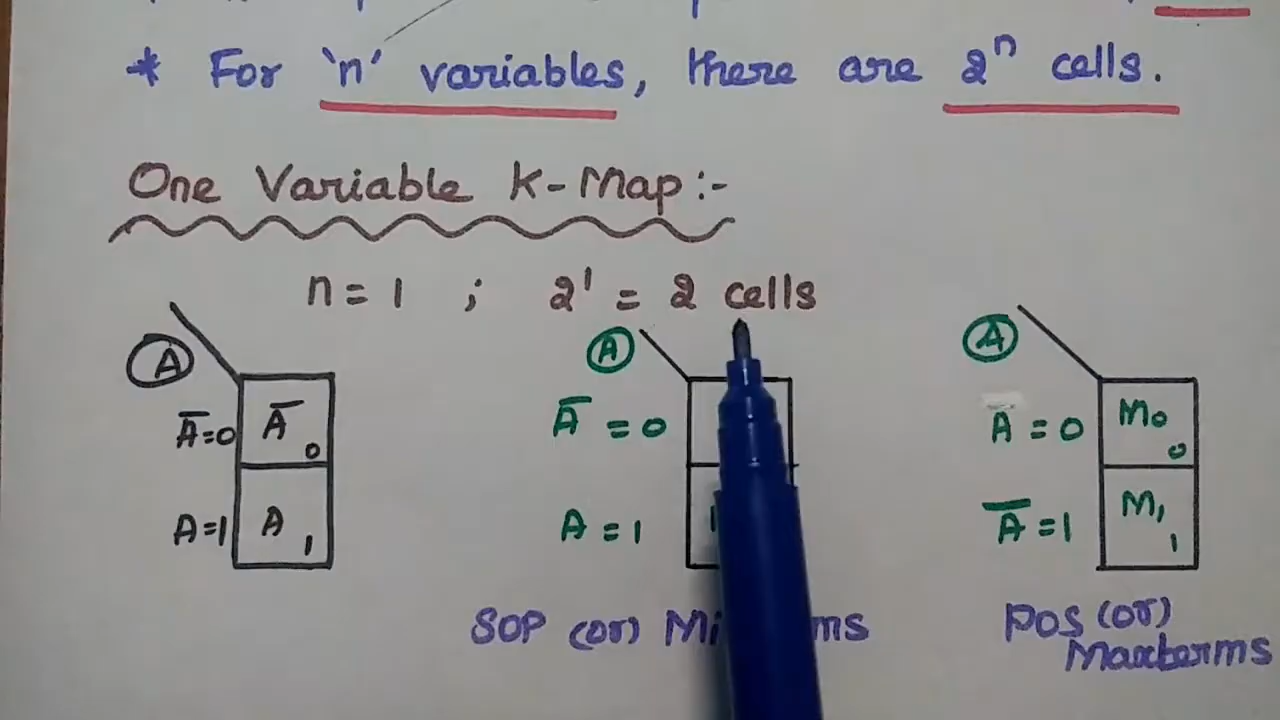 * For 'n' variables, there are 2ⁿ cells.
One Variable K-Map:-
n = 1 ; 2¹ = 2 cells
A
A̅=0 A̅ 0
A=1 A 1
A
A̅ = 0
A = 1
SOP (or)
A
A = 0 M₀ 0
A̅ = 1 M₁ 1
POS (or)
Maxterms